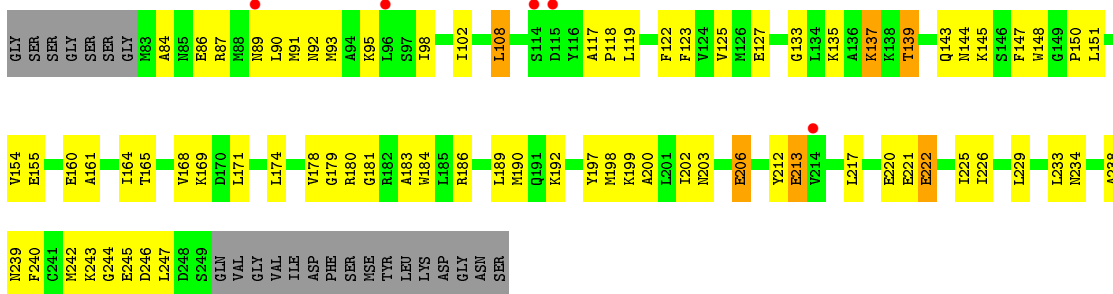 GLY SER SER GLY SER SER GLY M83 A84 N85 E86 R87 M88 N89 L90 M91 N92 M93 A94 K95 L96 S97 I98 I102 L108 S114 D115 Y116 A117 P118 L119 F122 F123 V124 V125 M126 E127 G133 L134 K135 A136 K137 K138 T139 Q143 N144 K145 S146 F147 W148 G149 P150 L151
V154 E155 E160 A161 I164 T165 V168 K169 D170 L171 L174 V178 G179 R180 G181 R182 A183 W184 L185 R186 L189 M190 Q191 K192 Y197 M198 K199 A200 L201 I202 N203 E206 Y212 E213 V214 L217 E220 E221 E222 I225 I226 L229 L233 N234 A238
N239 F240 C241 M242 K243 G244 E245 D246 L247 D248 S249 GLN VAL GLY VAL ILE ASP PHE SER MSE TYR LEU LYS ASP GLY ASN SER